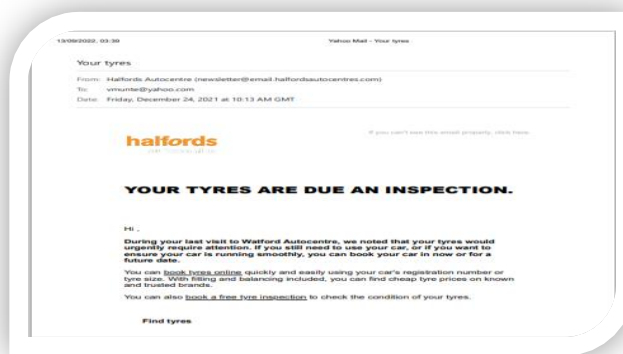 13/09/2022, 03:39
Yahoo Mail - Your tyres
Your tyres
From: Halfords Autocentre (newsletter@email.halfordsautocentres.com)
To: vmunte@yahoo.com
Date: Friday, December 24, 2021 at 10:13 AM GMT
If you can't see this email properly, click here.
halfords
YOUR TYRES ARE DUE AN INSPECTION.
Hi ,
During your last visit to Watford Autocentre, we noted that your tyres would
urgently require attention. If you still need to use your car, or if you want to
ensure your car is running smoothly, you can book your car in now or for a
future date.
You can book tyres online quickly and easily using your car's registration number or
tyre size. With fitting and balancing included, you can find cheap tyre prices on known
and trusted brands.
You can also book a free tyre inspection to check the condition of your tyres.
Find tyres